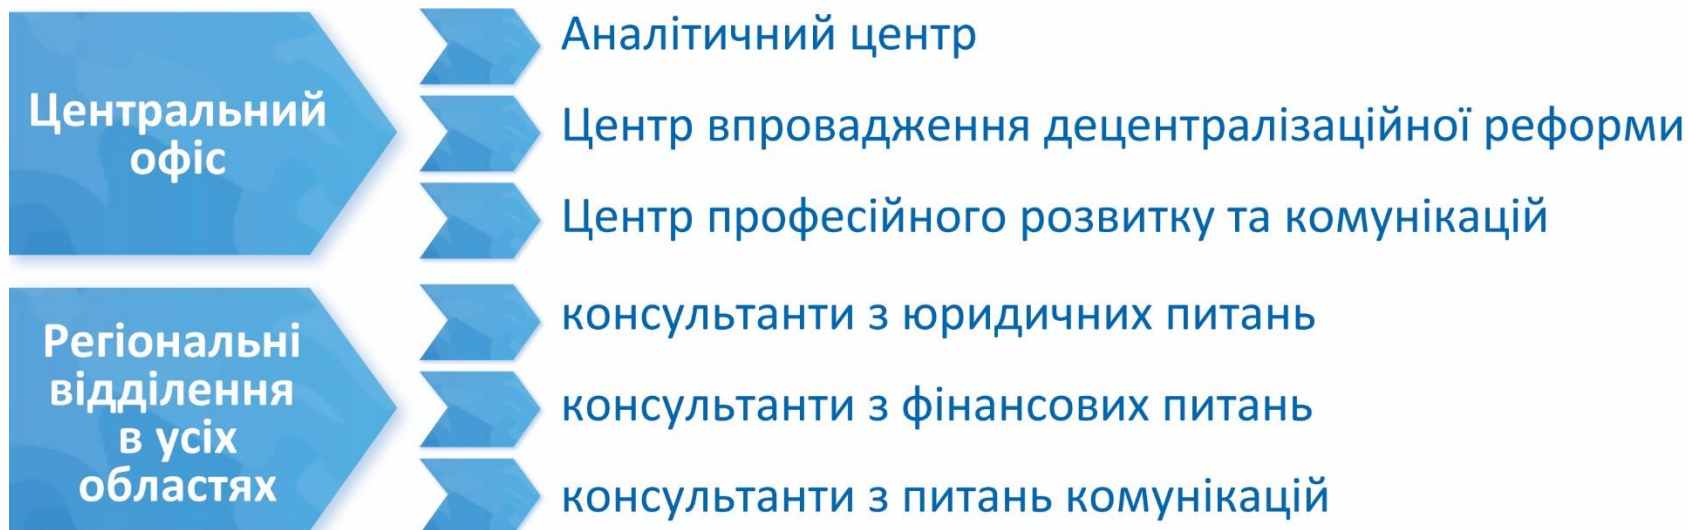 Центральний
офіс
Аналітичний центр
Центр впровадження децентралізаційної реформи
Центр професійного розвитку та комунікацій
Регіональні
відділення
в усіх
областях
консультанти з юридичних питань
консультанти з фінансових питань
консультанти з питань комунікацій